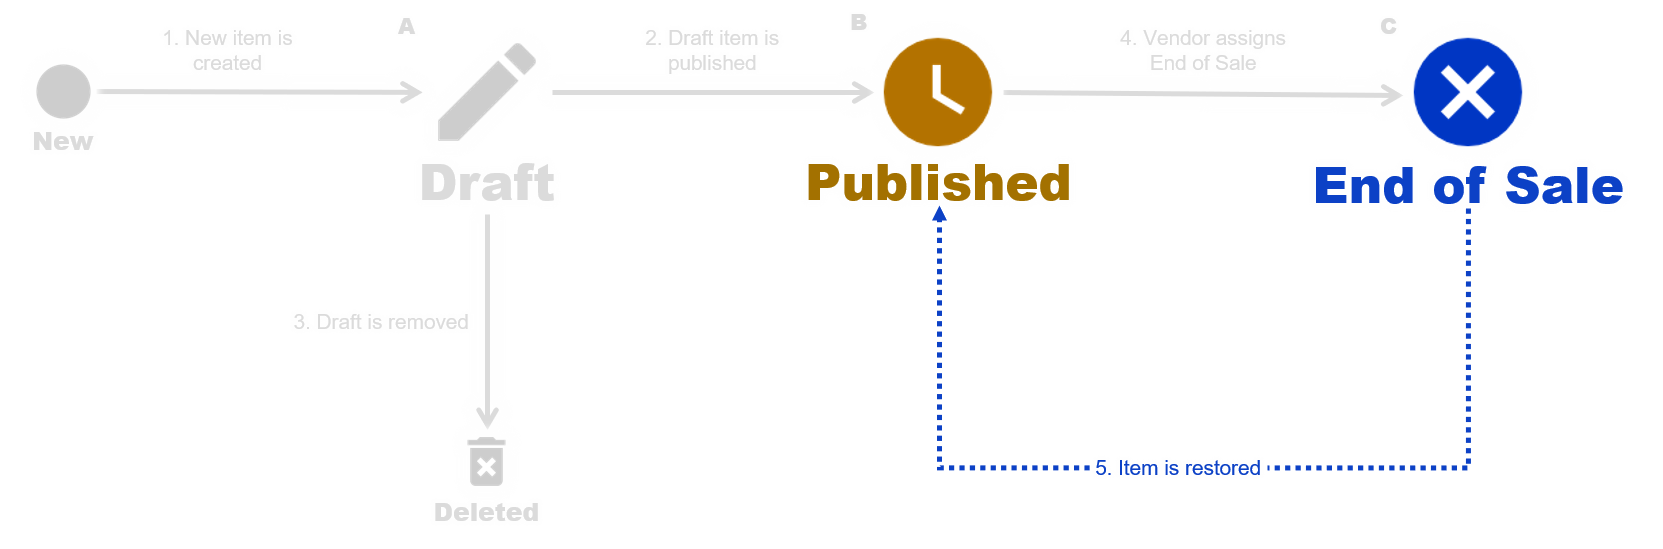 A
B
C
1. New item is
created
2. Draft item is
published
4. Vendor assigns
End of Sale
New
Draft
Published
End of Sale
3. Draft is removed
5. Item is restored
Deleted